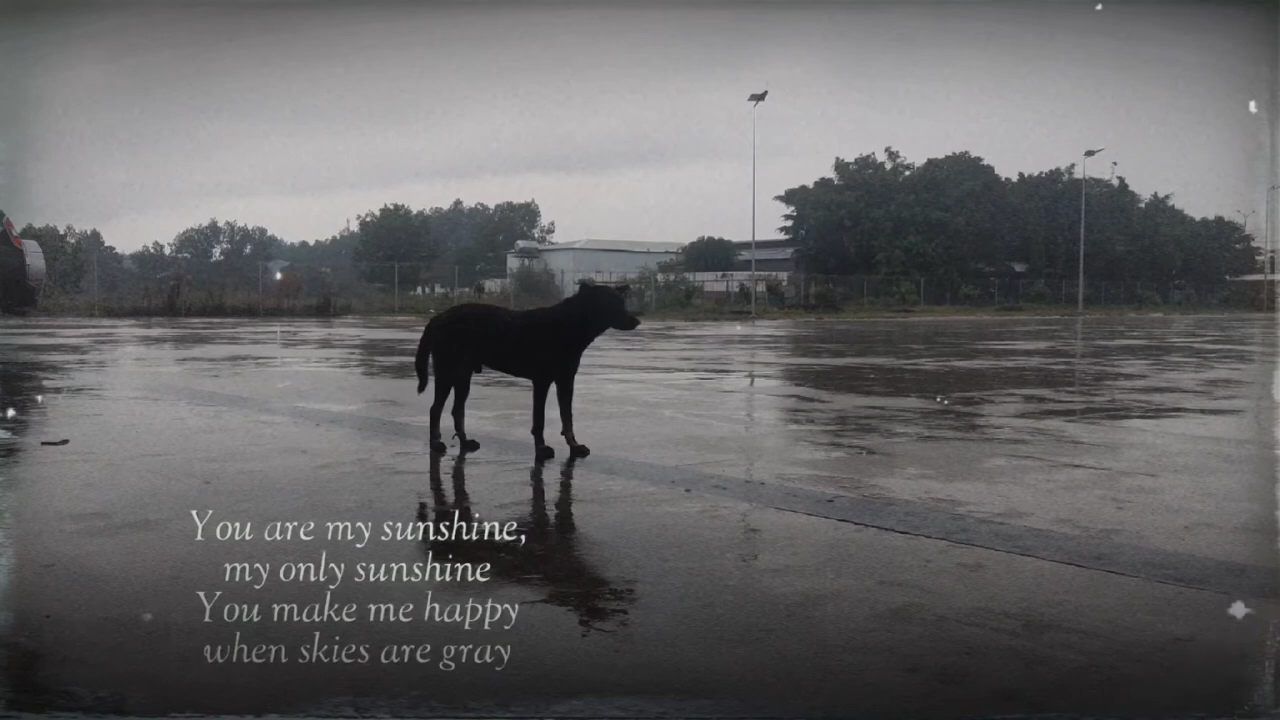 You are my sunshine,
my only sunshine
You make me happy
when skies are gray